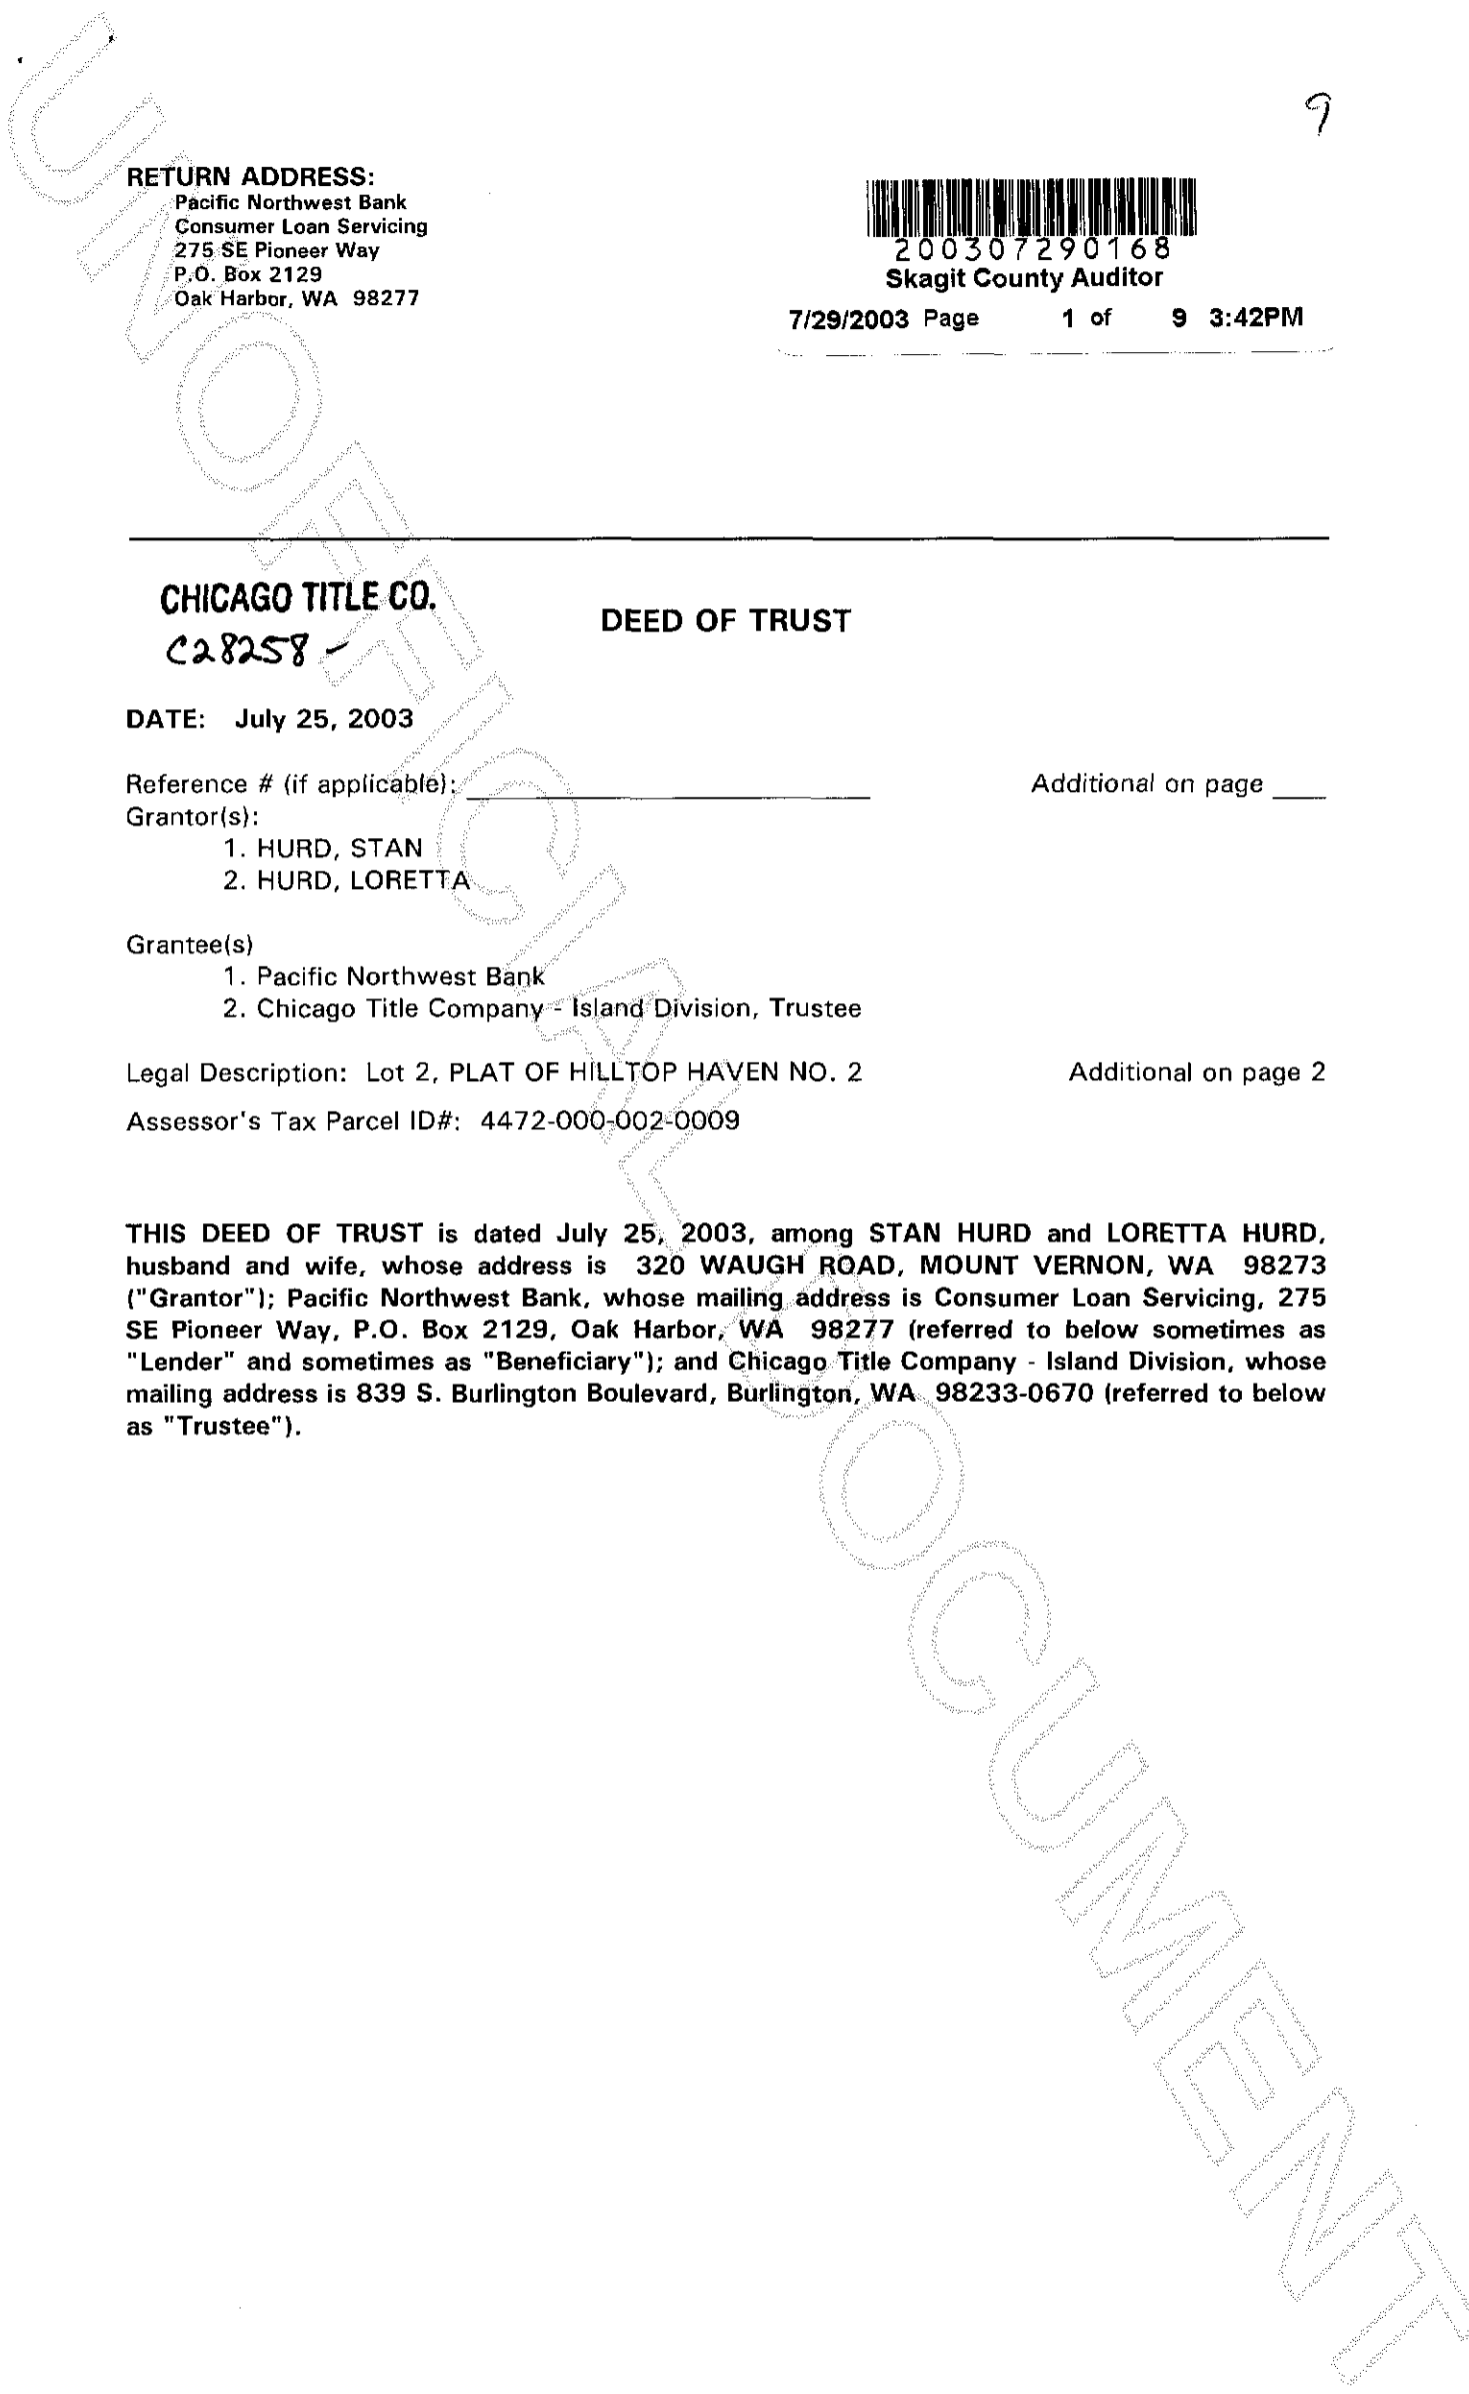 9
RETURN ADDRESS:
Pacific Northwest Bank
Consumer Loan Servicing
275 SE Pioneer Way
P.O. Box 2129
Oak Harbor, WA 98277
200307290168
Skagit County Auditor
7/29/2003 Page 1 of 9 3:42PM
CHICAGO TITLE CO.
C28258 -
DEED OF TRUST
DATE: July 25, 2003
Reference # (if applicable): ____________ Additional on page ____
Grantor(s):
1. HURD, STAN
2. HURD, LORETTA
Grantee(s)
1. Pacific Northwest Bank
2. Chicago Title Company - Island Division, Trustee
Legal Description: Lot 2, PLAT OF HILLTOP HAVEN NO. 2 Additional on page 2
Assessor's Tax Parcel ID#: 4472-000-002-0009
THIS DEED OF TRUST is dated July 25, 2003, among STAN HURD and LORETTA HURD,
husband and wife, whose address is 320 WAUGH ROAD, MOUNT VERNON, WA 98273
("Grantor"); Pacific Northwest Bank, whose mailing address is Consumer Loan Servicing, 275
SE Pioneer Way, P.O. Box 2129, Oak Harbor, WA 98277 (referred to below sometimes as
"Lender" and sometimes as "Beneficiary"); and Chicago Title Company - Island Division, whose
mailing address is 839 S. Burlington Boulevard, Burlington, WA 98233-0670 (referred to below
as "Trustee").
UNOFFICIAL DOCUMENT